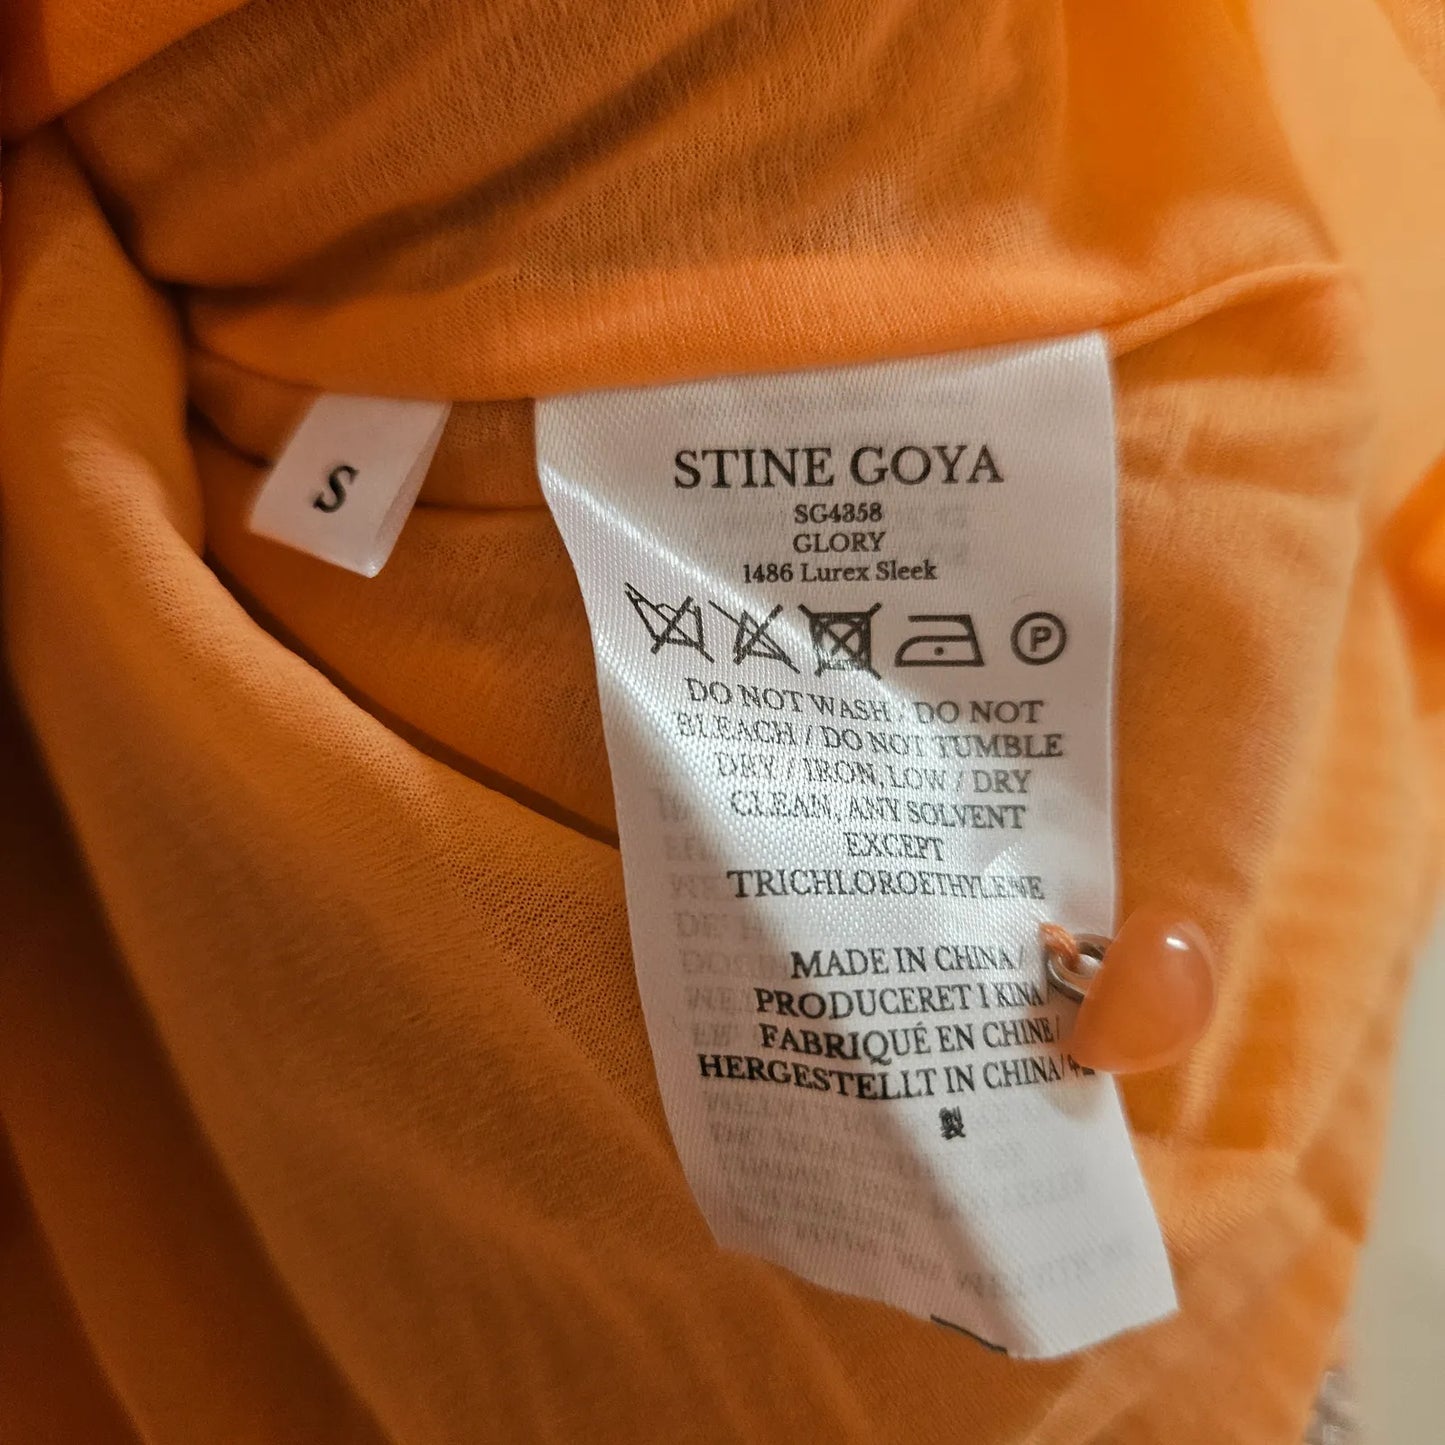 S
STINE GOYA
SG4358
GLORY
1486 Lurex Sleek
P
DO NOT WASH / DO NOT
BLEACH / DO NOT TUMBLE
DRY / IRON, LOW / DRY
CLEAN, ANY SOLVENT
EXCEPT
TRICHLOROETHYLENE
MADE IN CHINA /
PRODUCERET I KINA /
FABRIQUÉ EN CHINE /
HERGESTELLT IN CHINA /
製